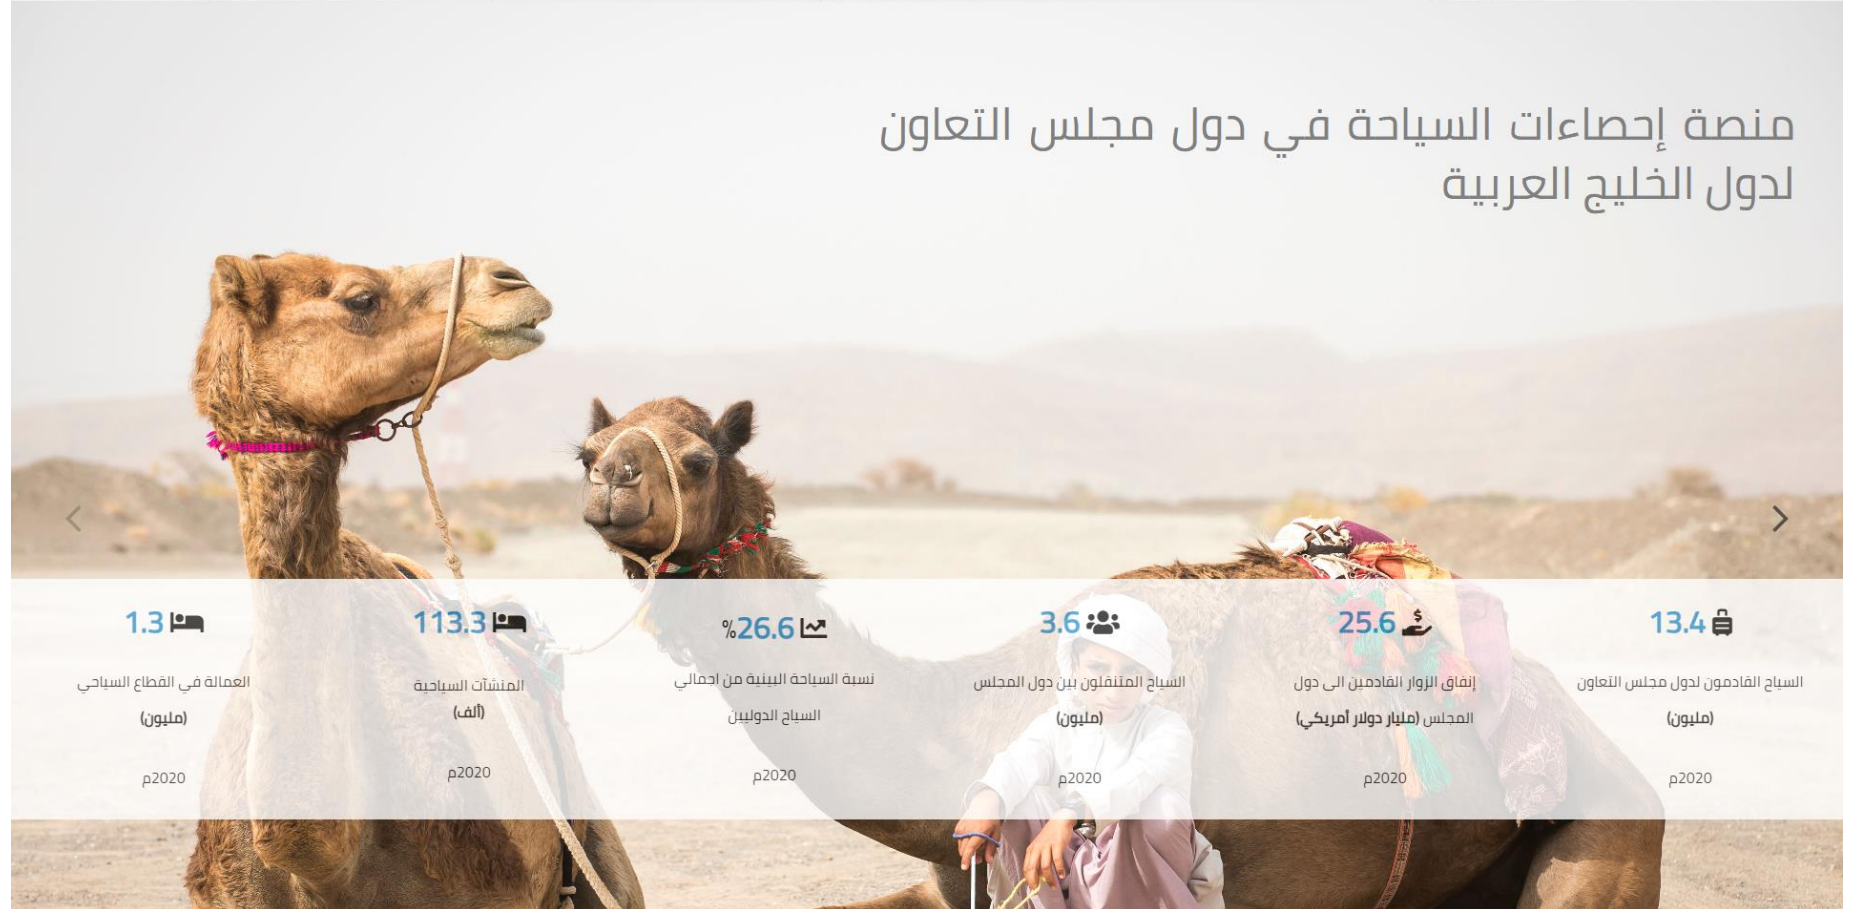 منصة إحصاءات السياحة في دول مجلس التعاون
لدول الخليج العربية
13.4
السياح القادمون لدول مجلس التعاون
(مليون)
2020م
25.6
إنفاق الزوار القادمين الى دول
المجلس (مليار دولار أمريكي)
2020م
3.6
السياح المتنقلون بين دول المجلس
(مليون)
2020م
%26.6
نسبة السياحة البينية من اجمالي
السياح الدوليين
2020م
113.3
المنشآت السياحية
(ألف)
2020م
1.3
العمالة في القطاع السياحي
(مليون)
2020م